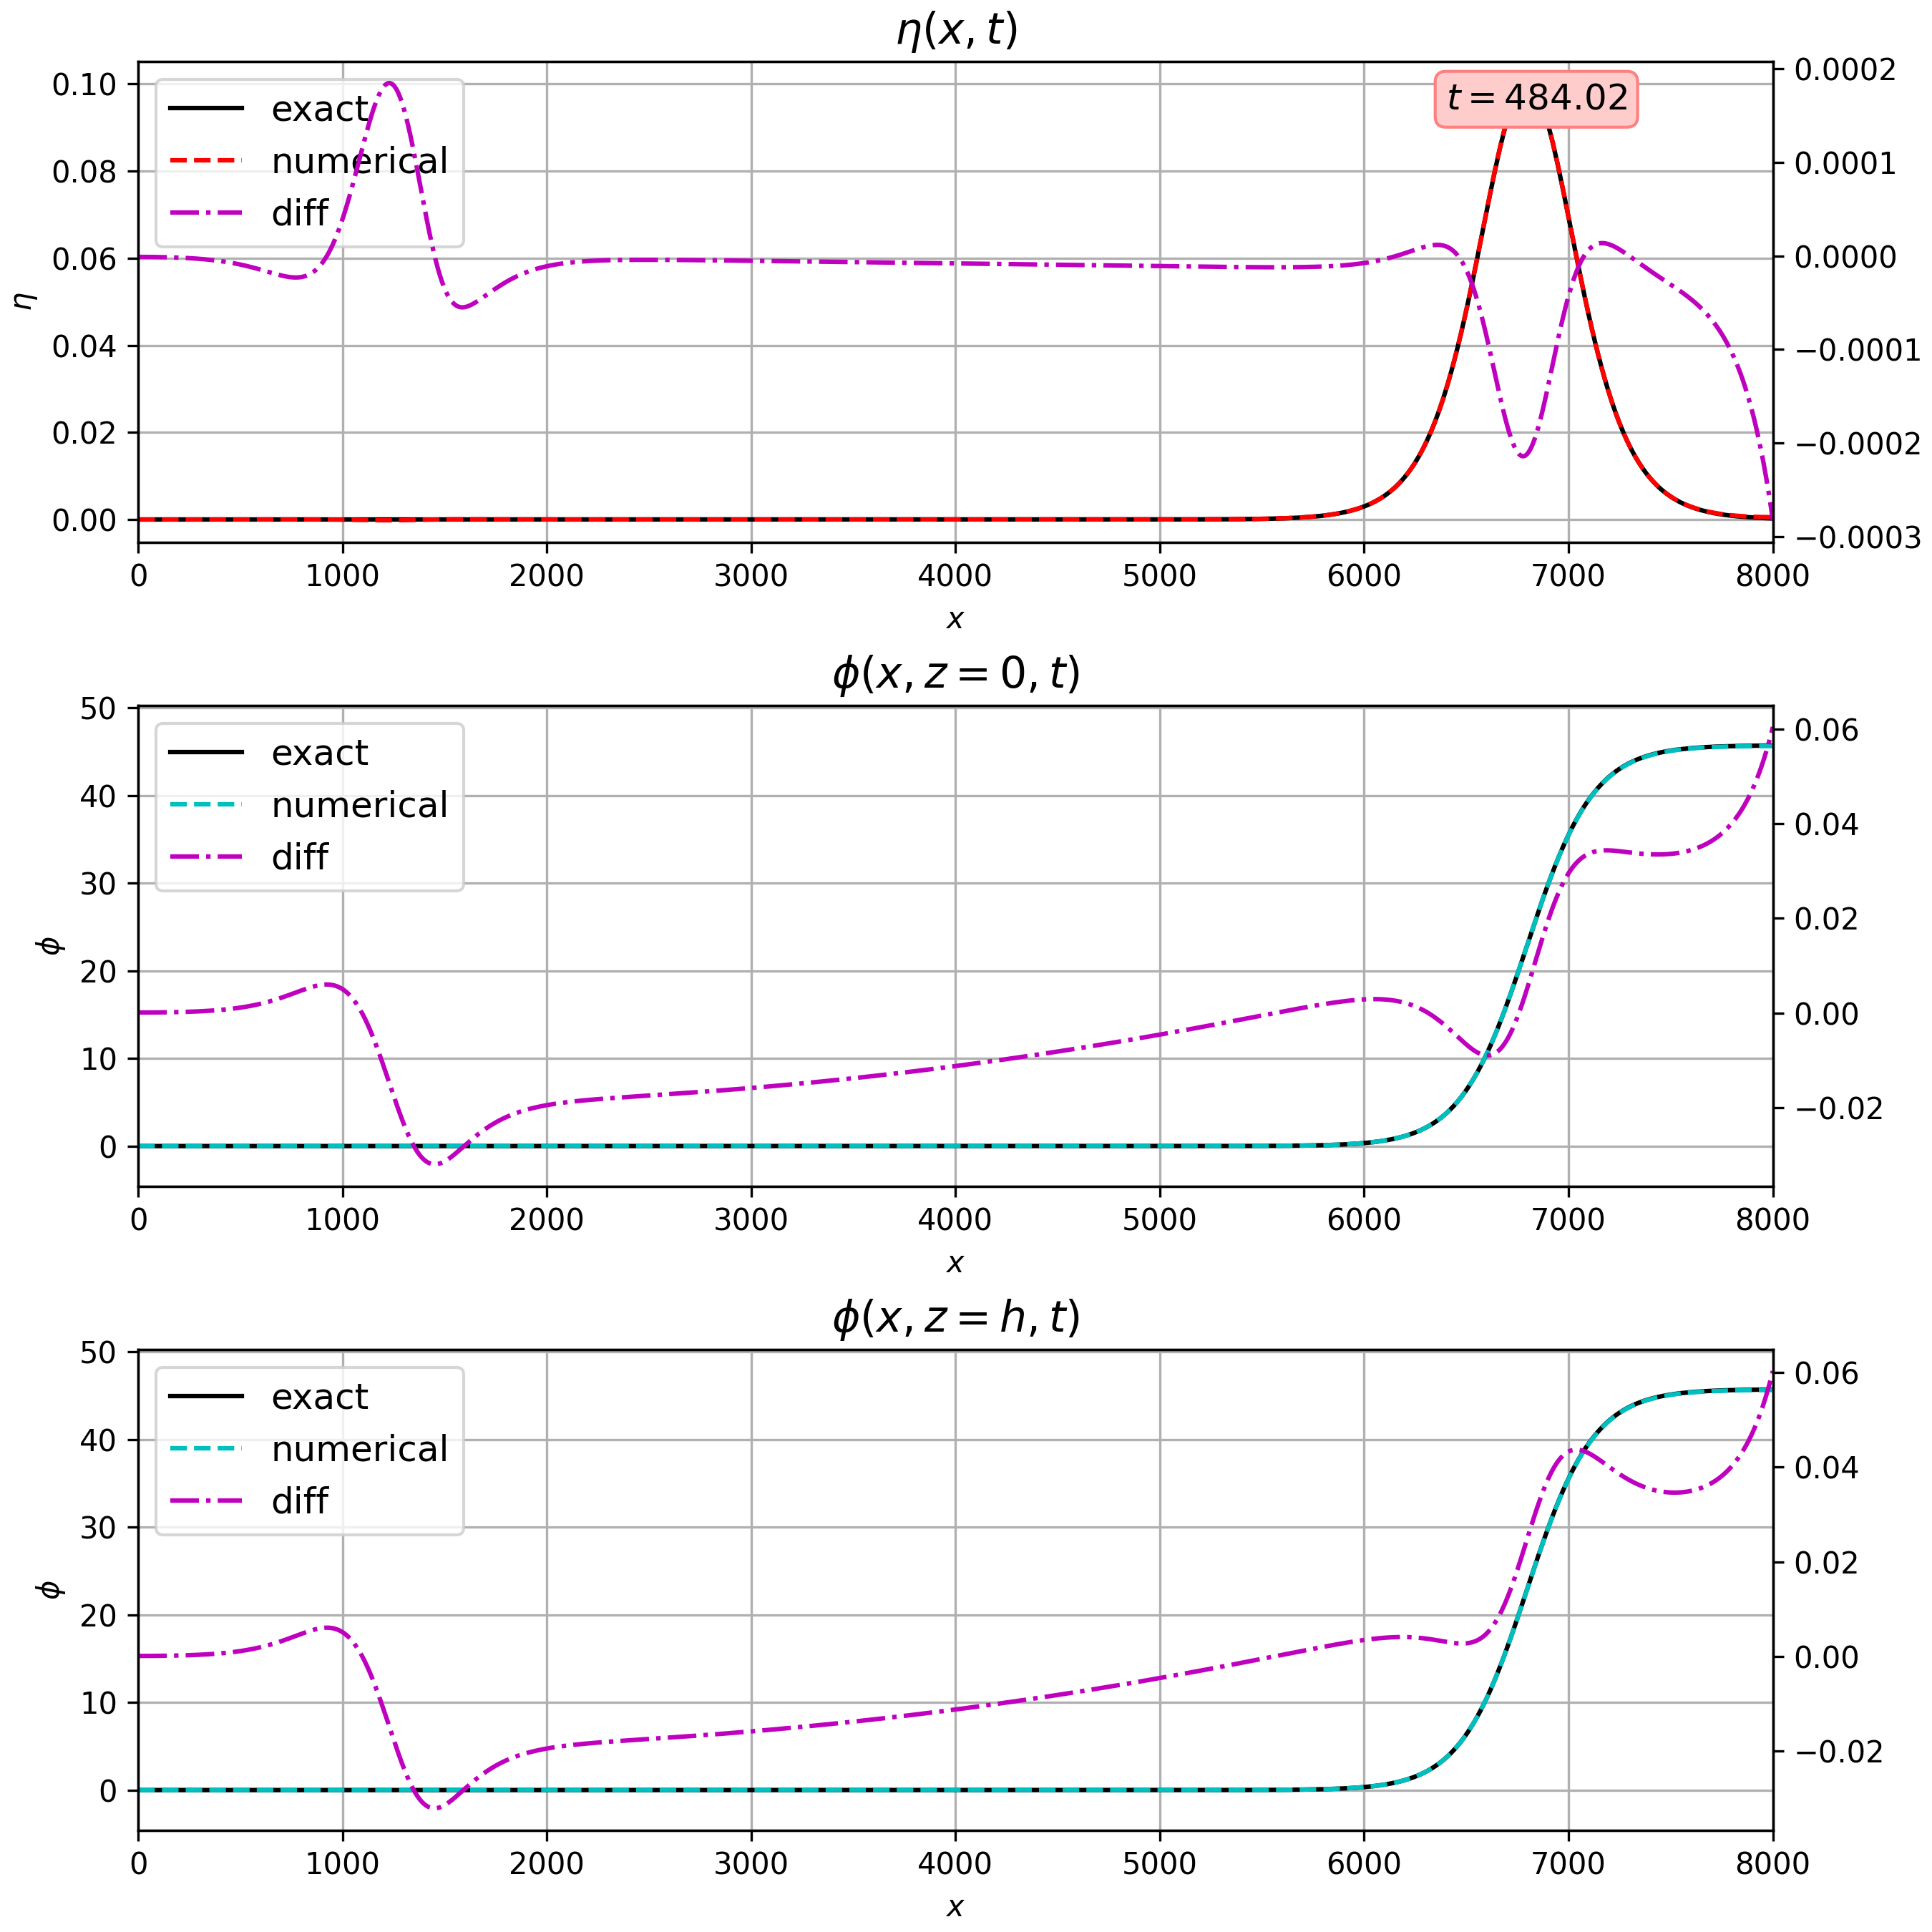 η(x, t)
exact
numerical
diff
t = 484.02
0.10
0.08
0.06
0.04
0.02
0.00
η
0.0002
0.0001
0.0000
−0.0001
−0.0002
−0.0003
0 1000 2000 3000 4000 5000 6000 7000 8000
x
ϕ(x, z = 0, t)
exact
numerical
diff
50
40
30
20
10
0
ϕ
0.06
0.04
0.02
0.00
−0.02
0 1000 2000 3000 4000 5000 6000 7000 8000
x
ϕ(x, z = h, t)
exact
numerical
diff
50
40
30
20
10
0
ϕ
0.06
0.04
0.02
0.00
−0.02
0 1000 2000 3000 4000 5000 6000 7000 8000
x